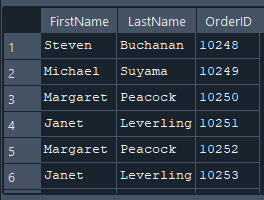 FirstName LastName OrderID
1 Steven Buchanan 10248
2 Michael Suyama 10249
3 Margaret Peacock 10250
4 Janet Leverling 10251
5 Margaret Peacock 10252
6 Janet Leverling 10253